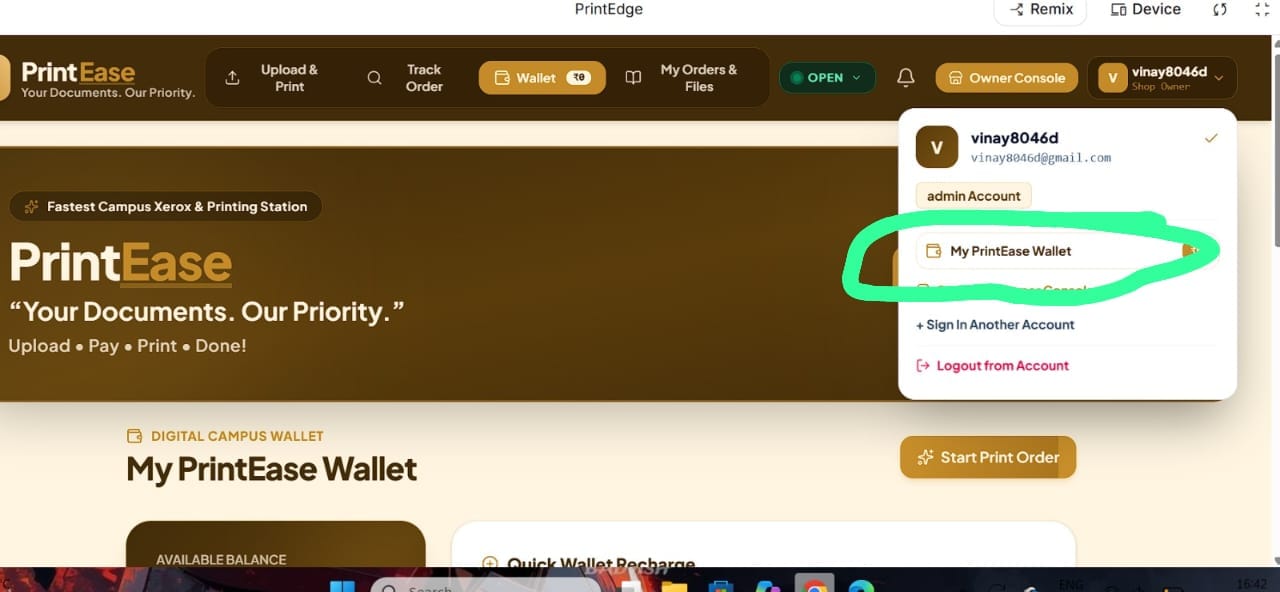 PrintEdge
Remix
Device
PrintEase
Your Documents. Our Priority.
Upload & Print
Track Order
Wallet ₹0
My Orders & Files
OPEN
Owner Console
V
vinay8046d
Shop Owner
V
vinay8046d
vinay8046d@gmail.com
admin Account
My PrintEase Wallet
+ Sign In Another Account
Logout from Account
Fastest Campus Xerox & Printing Station
PrintEase
“Your Documents. Our Priority.”
Upload • Pay • Print • Done!
DIGITAL CAMPUS WALLET
My PrintEase Wallet
Start Print Order
AVAILABLE BALANCE
Quick Wallet Recharge
Search
ENG
16:42